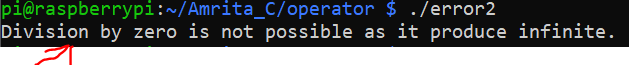 pi@raspberrypi:~/Amrita_C/operator $ ./error2
Division by zero is not possible as it produce infinite.